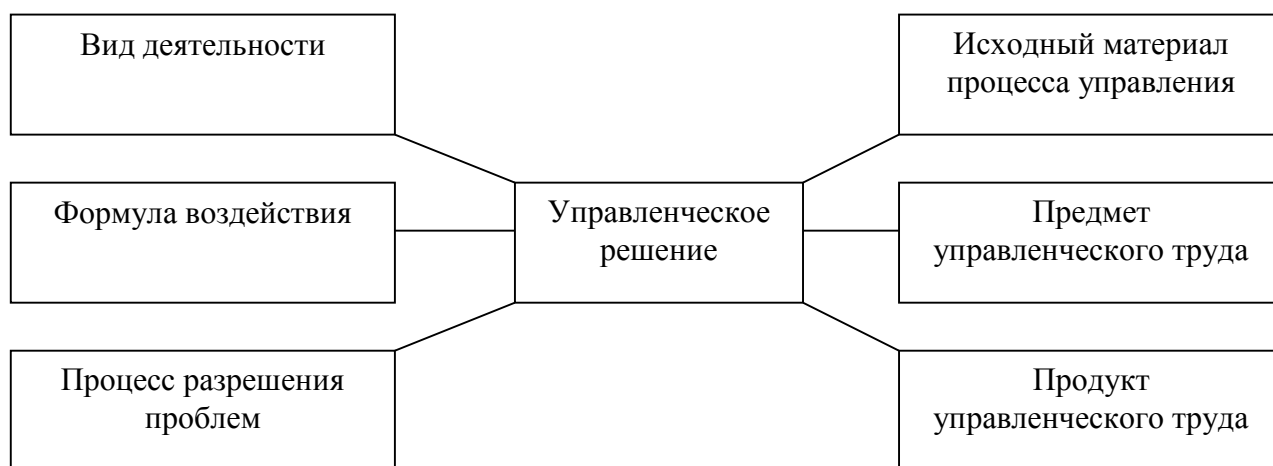 Вид деятельности
Исходный материал
процесса управления
Формула воздействия
Управленческое
решение
Предмет
управленческого труда
Процесс разрешения
проблем
Продукт
управленческого труда